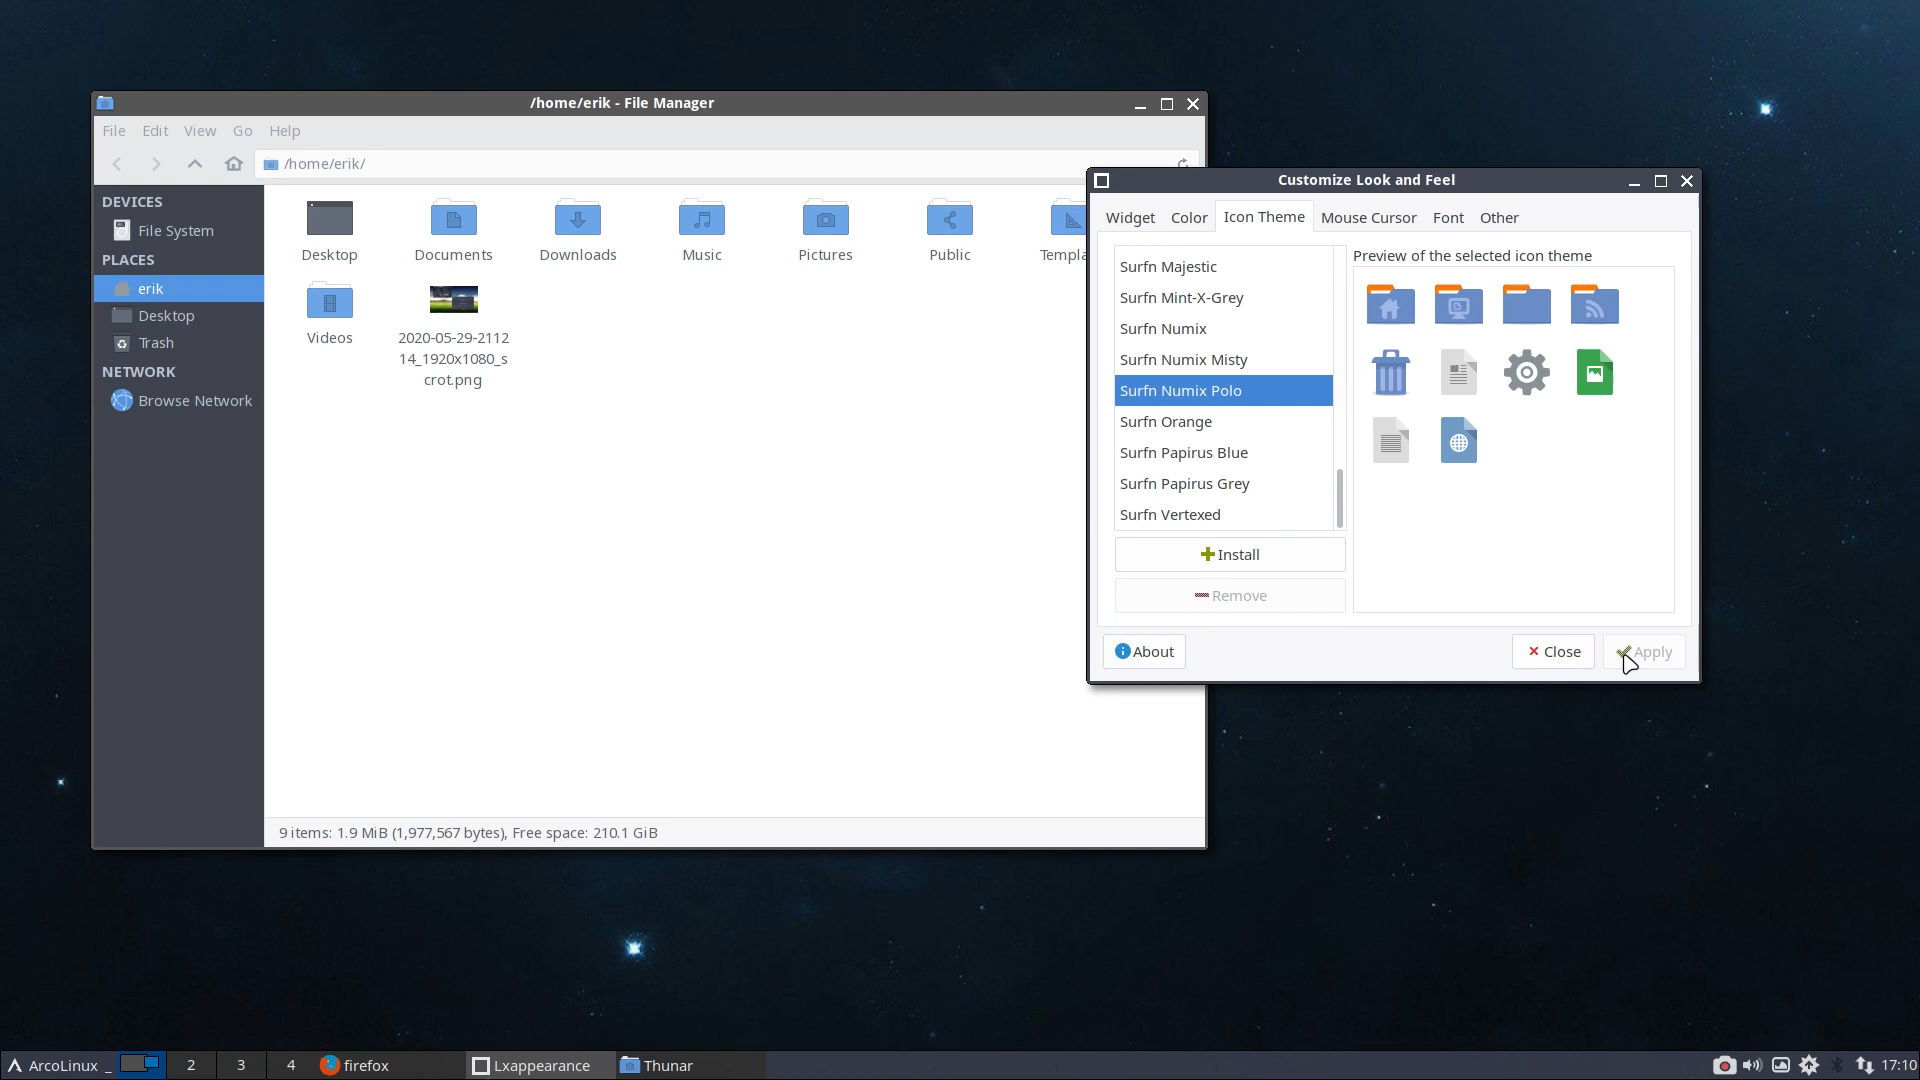 /home/erik - File Manager
File Edit View Go Help
/home/erik/
DEVICES
File System
PLACES
erik
Desktop
Trash
NETWORK
Browse Network
Desktop Documents Downloads Music Pictures Public Templa
Videos
2020-05-29-2112
14_1920x1080_s
crot.png
9 items: 1.9 MiB (1,977,567 bytes), Free space: 210.1 GiB
Customize Look and Feel
Widget Color Icon Theme Mouse Cursor Font Other
Surfn Majestic
Surfn Mint-X-Grey
Surfn Numix
Surfn Numix Misty
Surfn Numix Polo
Surfn Orange
Surfn Papirus Blue
Surfn Papirus Grey
Surfn Vertexed
Install
Remove
Preview of the selected icon theme
About Close Apply
ArcoLinux _ 2 3 4 firefox Lxappearance Thunar 17:10